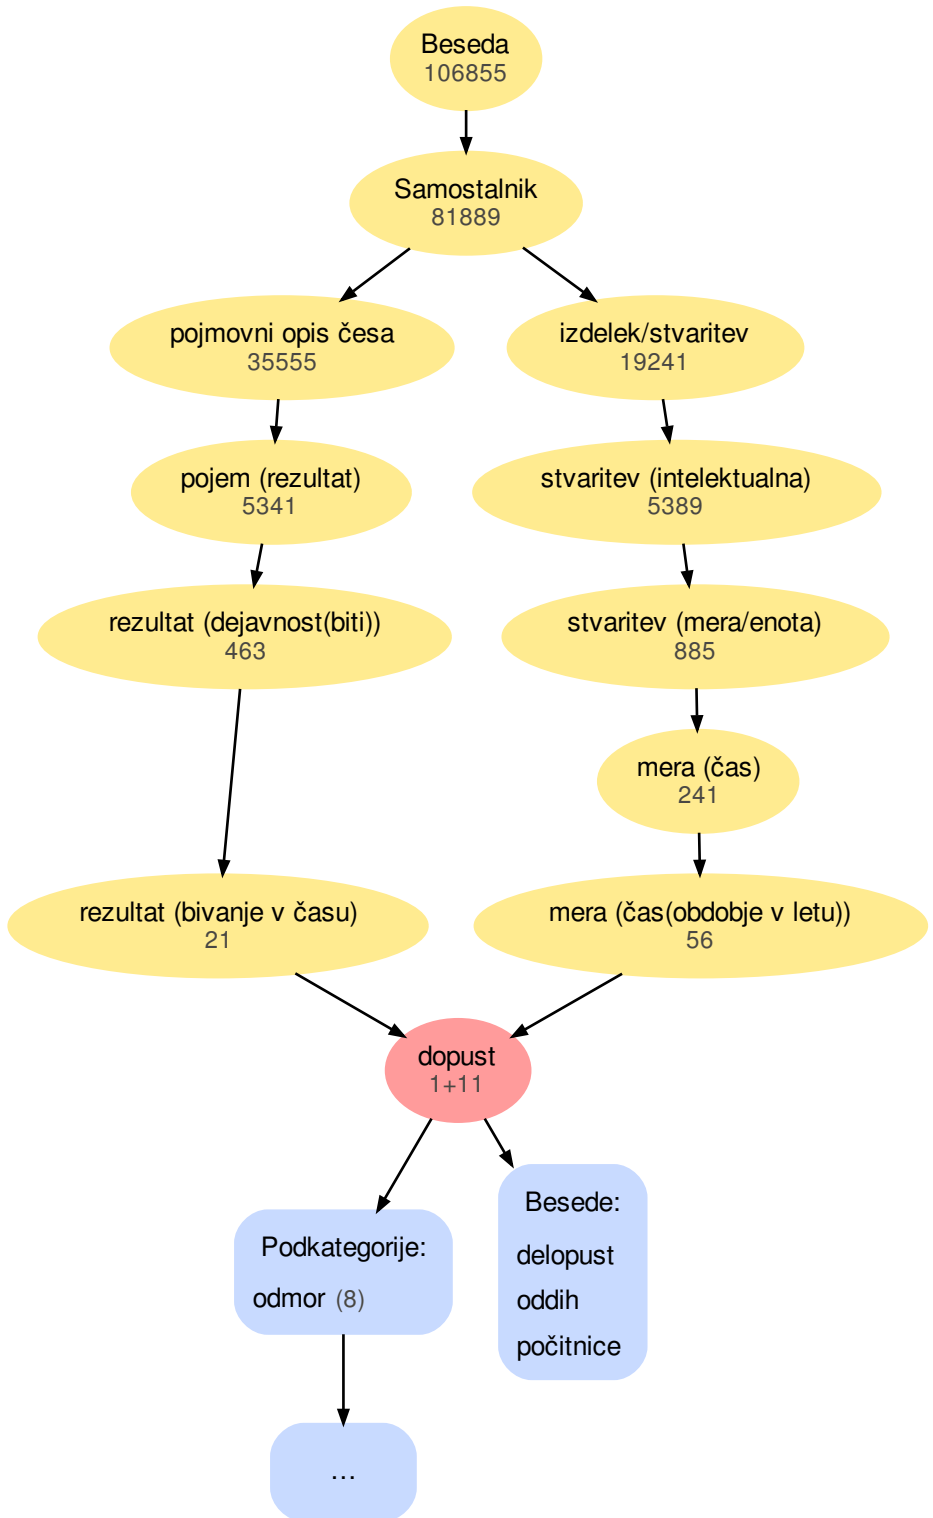 Beseda
106855
Samostalnik
81889
pojmovni opis česa
35555
izdelek/stvaritev
19241
pojem (rezultat)
5341
stvaritev (intelektualna)
5389
rezultat (dejavnost(biti))
463
stvaritev (mera/enota)
885
mera (čas)
241
rezultat (bivanje v času)
21
mera (čas(obdobje v letu))
56
dopust
1+11
Podkategorije:
odmor (8)
Besede:
delopust
oddih
počitnice
...